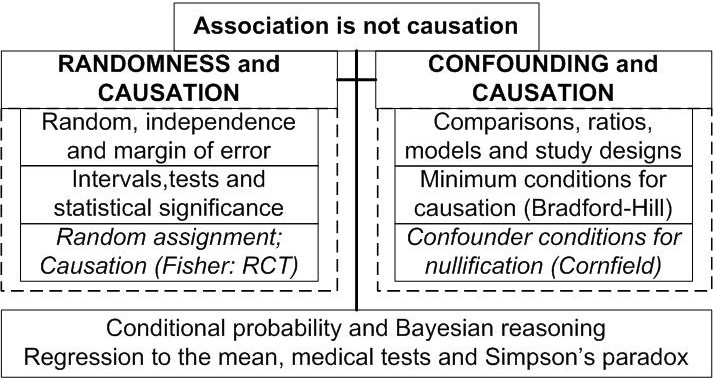 Association is not causation
RANDOMNESS and
CAUSATION
Random, independence
and margin of error
Intervals,tests and
statistical significance
Random assignment;
Causation (Fisher: RCT)
CONFOUNDING and
CAUSATION
Comparisons, ratios,
models and study designs
Minimum conditions for
causation (Bradford-Hill)
Confounder conditions for
nullification (Cornfield)
Conditional probability and Bayesian reasoning
Regression to the mean, medical tests and Simpson's paradox